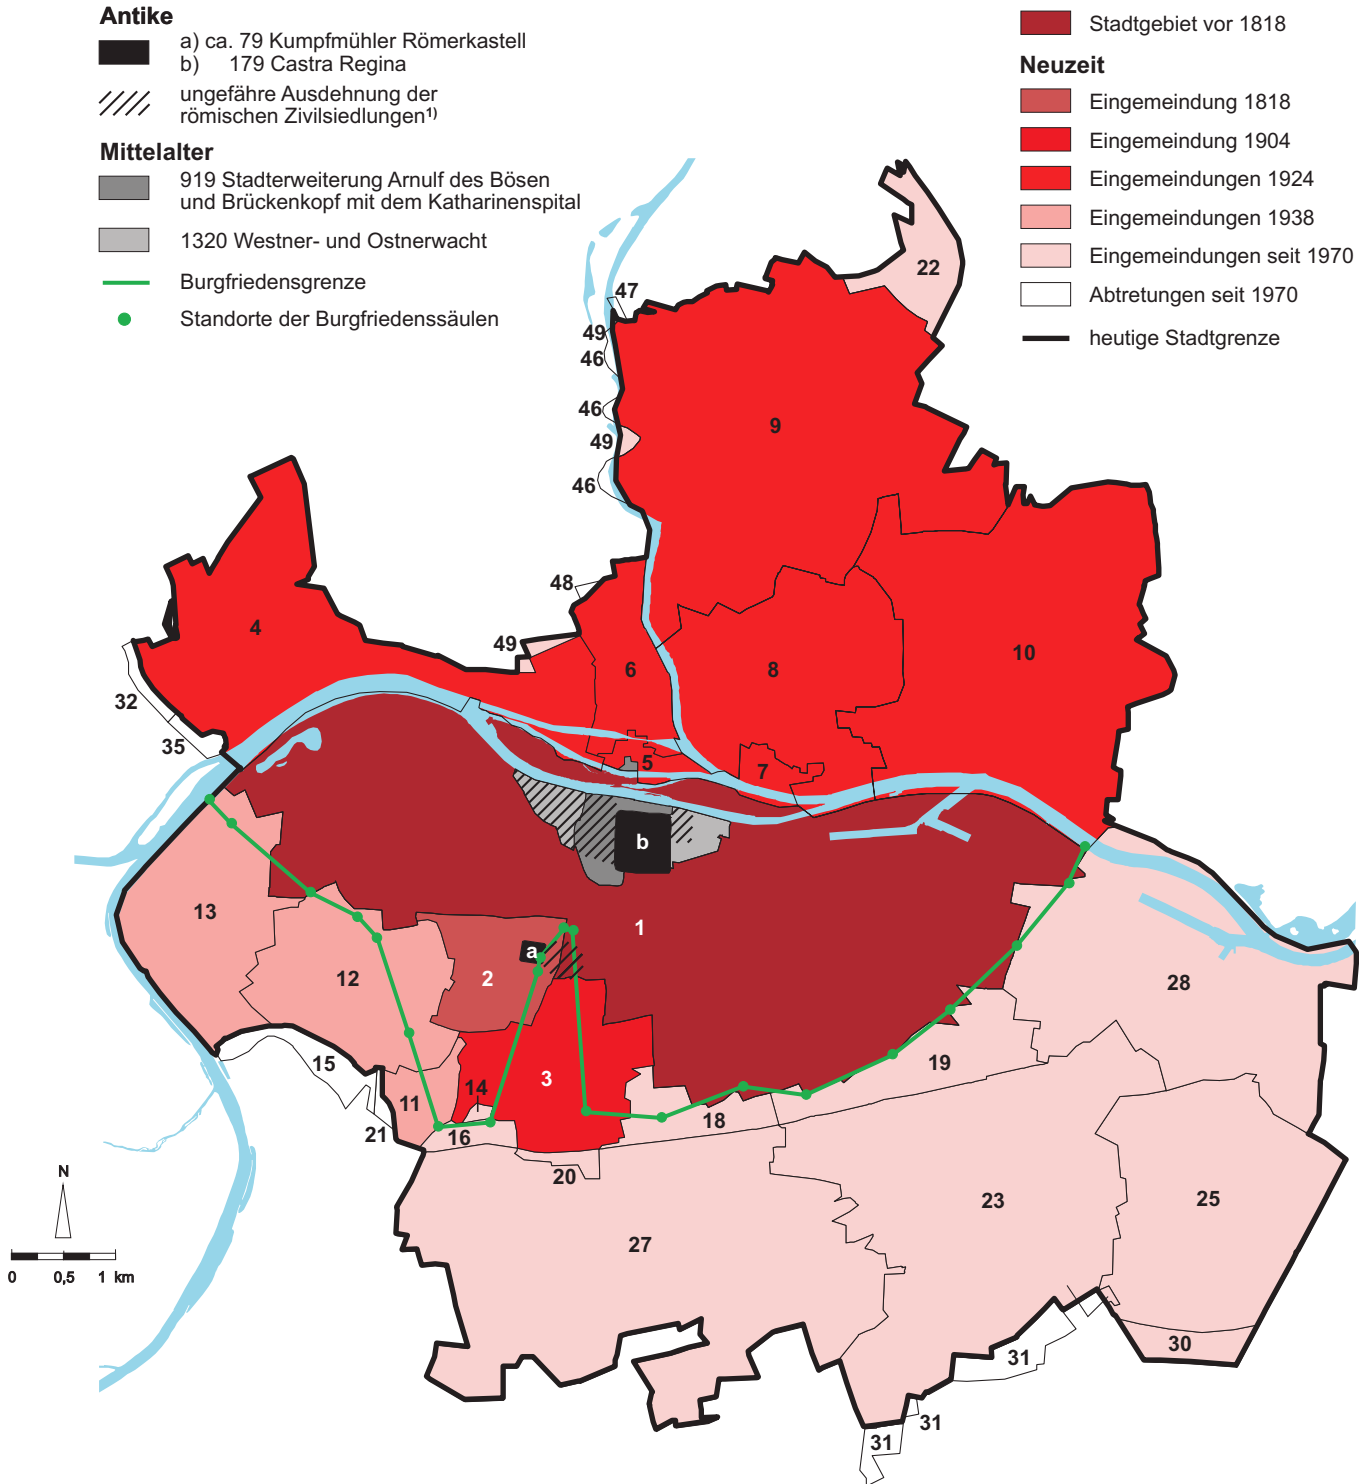 Antike
a) ca. 79 Kumpfmühler Römerkastell
b) 179 Castra Regina
ungefähre Ausdehnung der
römischen Zivilsiedlungen¹⁾
Mittelalter
919 Stadterweiterung Arnulf des Bösen
und Brückenkopf mit dem Katharinenspital
1320 Westner- und Ostnerwacht
Burgfriedensgrenze
Standorte der Burgfriedenssäulen
Stadtgebiet vor 1818
Neuzeit
Eingemeindung 1818
Eingemeindung 1904
Eingemeindungen 1924
Eingemeindungen 1938
Eingemeindungen seit 1970
Abtretungen seit 1970
heutige Stadtgrenze
22
47
49
46
46
9
49
46
48
4
49
6
8
10
32
35
5
7
b
13
1
a
12
2
28
15
19
3
14
11
18
21
16
20
N
23
25
27
0 0,5 1 km
30
31
31
31